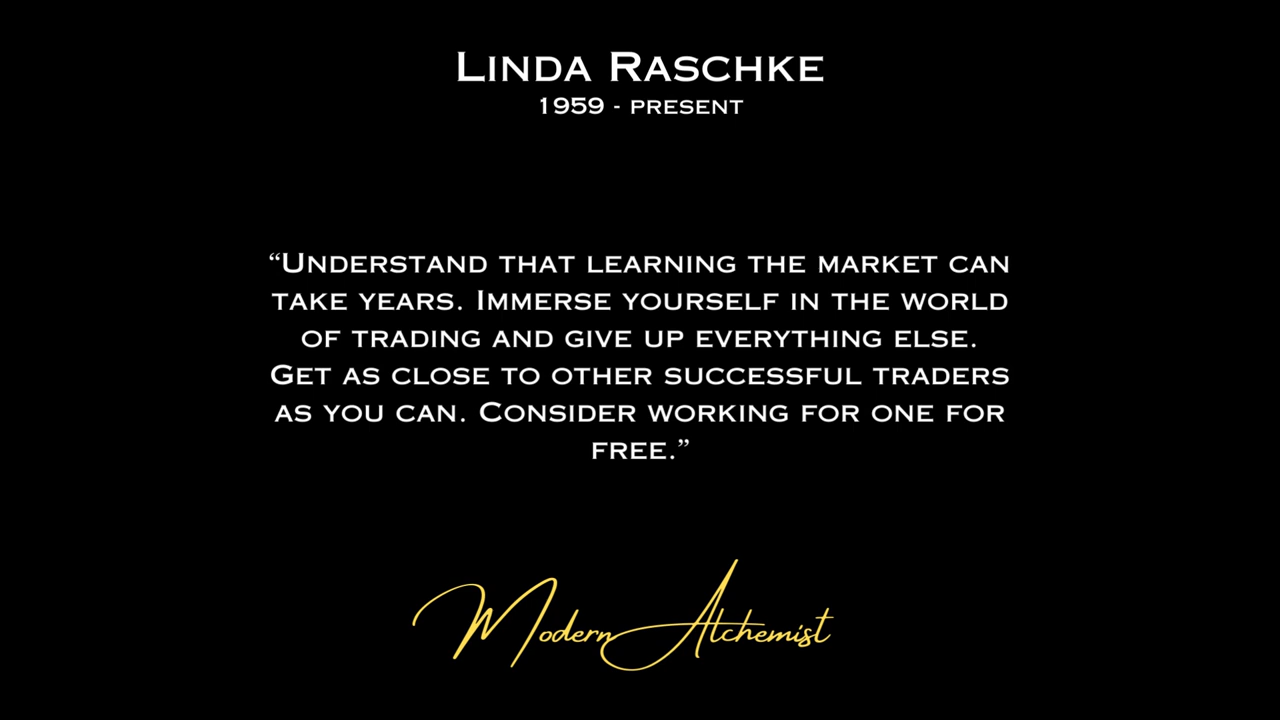 Linda Raschke
1959 - present
“Understand that learning the market can
take years. Immerse yourself in the world
of trading and give up everything else.
Get as close to other successful traders
as you can. Consider working for one for
free.”
Modern Alchemist